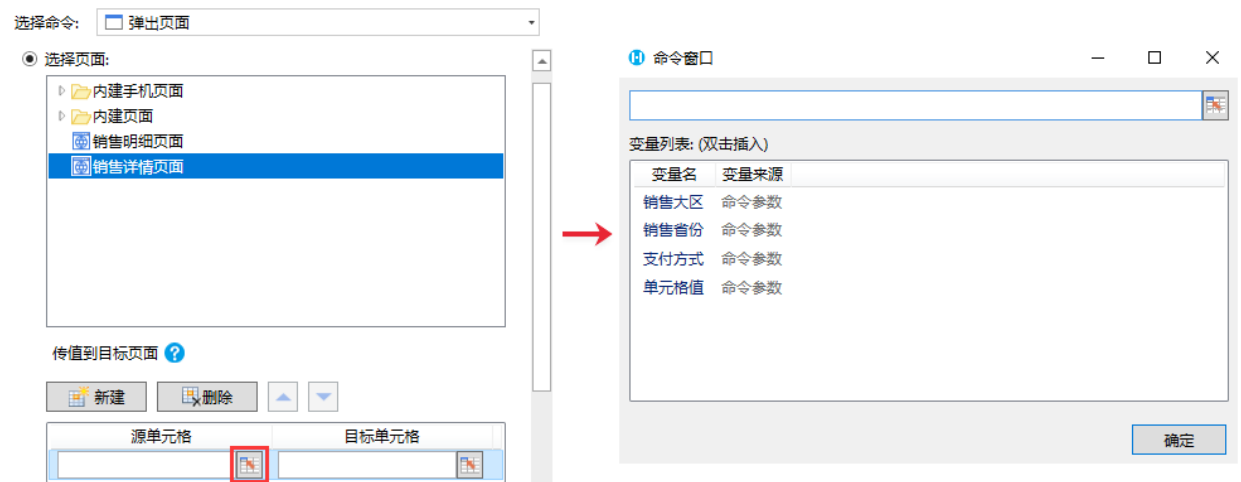 选择命令: 弹出页面
选择页面:
内建手机页面
内建页面
销售明细页面
销售详情页面
传值到目标页面 ?
新建 删除
源单元格 目标单元格
命令窗口
变量列表: (双击插入)
变量名 变量来源
销售大区 命令参数
销售省份 命令参数
支付方式 命令参数
单元格值 命令参数
确定